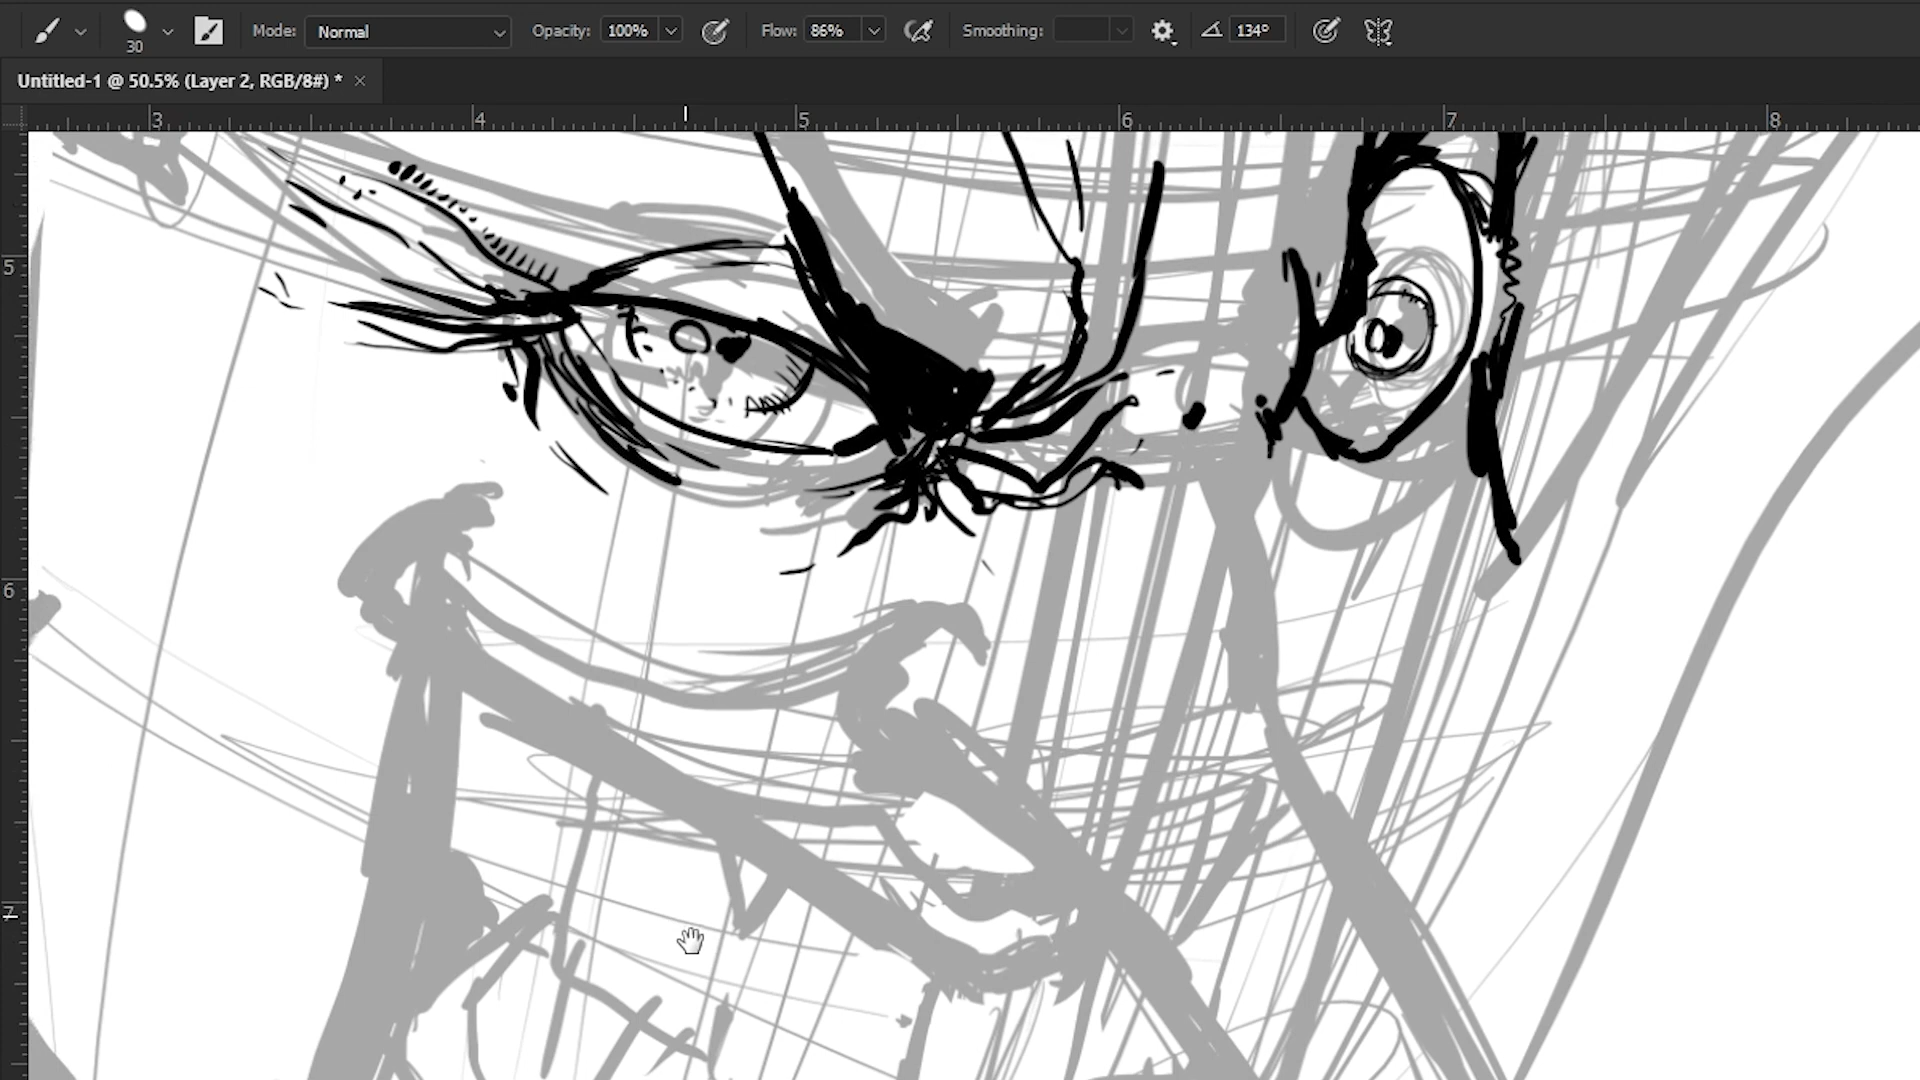 30
Mode: Normal Opacity: 100% Flow: 86% Smoothing: 134°
Untitled-1 @ 50.5% (Layer 2, RGB/8#) * ×
3 4 5 6 7 8
5
6
7